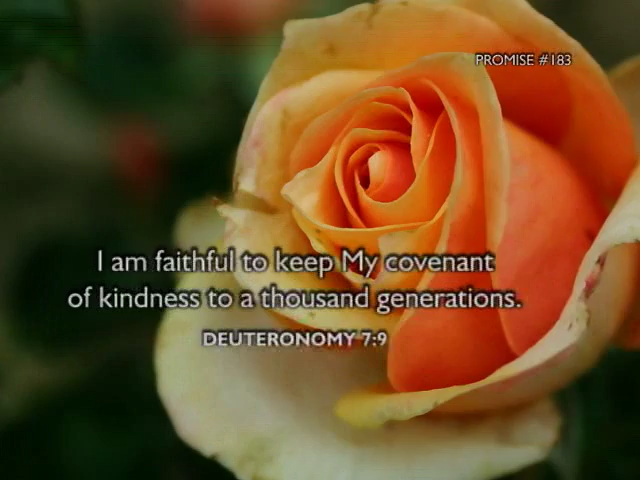 PROMISE #183
I am faithful to keep My covenant
of kindness to a thousand generations.
DEUTERONOMY 7:9